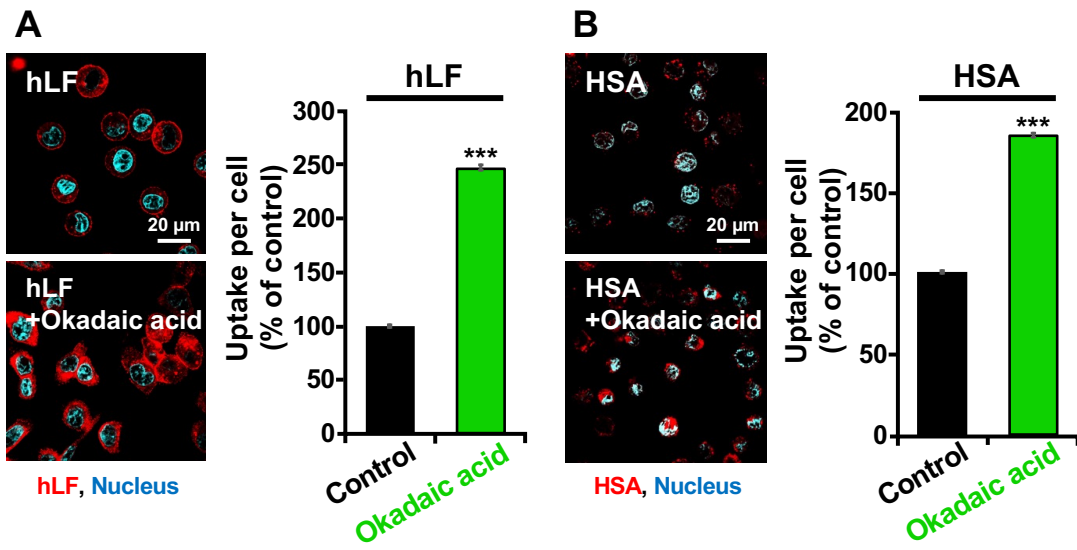 A
hLF
20 µm
hLF
+Okadaic acid
hLF, Nucleus
hLF
300
250
200
150
100
50
0
Uptake per cell
(% of control)
***
Control
Okadaic acid
B
HSA
20 µm
HSA
+Okadaic acid
HSA, Nucleus
HSA
200
150
100
50
0
Uptake per cell
(% of control)
***
Control
Okadaic acid